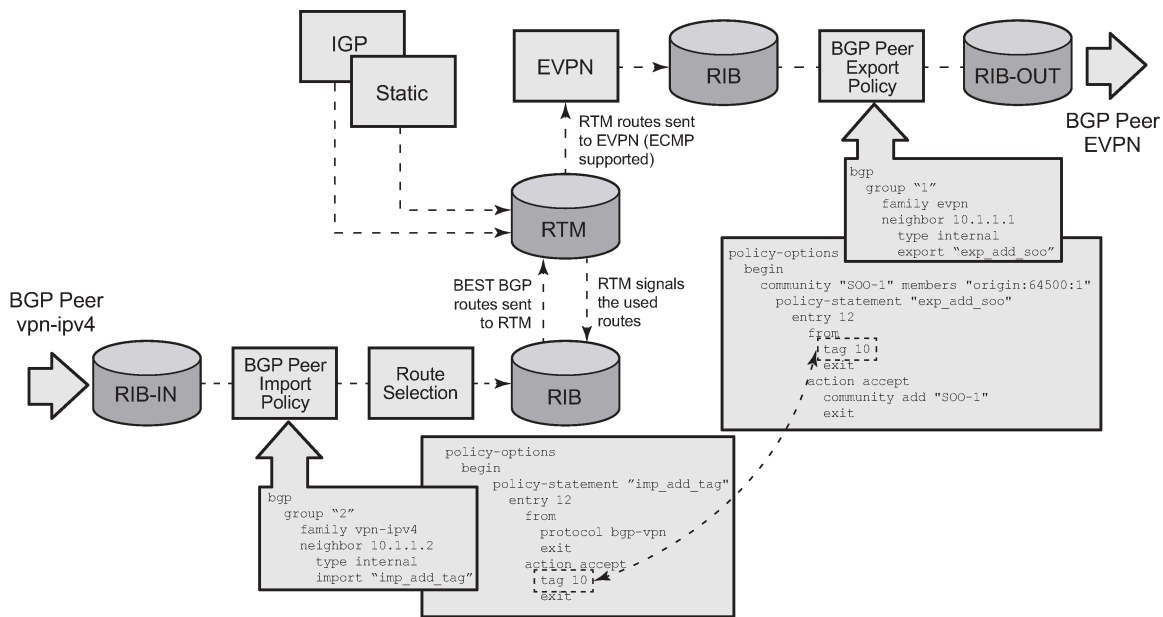 IGP
Static
EVPN
RIB
BGP Peer
Export
Policy
RIB-OUT
BGP Peer
EVPN
RTM routes sent
to EVPN (ECMP
supported)
RTM
BEST BGP
routes sent
to RTM
RTM signals
the used
routes
bgp
group “1”
family evpn
neighbor 10.1.1.1
type internal
export “exp_add_soo”
policy-options
begin
community "SOO-1" members "origin:64500:1"
policy-statement "exp_add_soo"
entry 12
from
tag 10
exit
action accept
community add "SOO-1"
exit
BGP Peer
vpn-ipv4
RIB-IN
BGP Peer
Import
Policy
Route
Selection
RIB
policy-options
begin
policy-statement ”imp_add_tag"
entry 12
from
protocol bgp-vpn
exit
action accept
tag 10
exit
bgp
group “2”
family vpn-ipv4
neighbor 10.1.1.2
type internal
import “imp_add_tag”